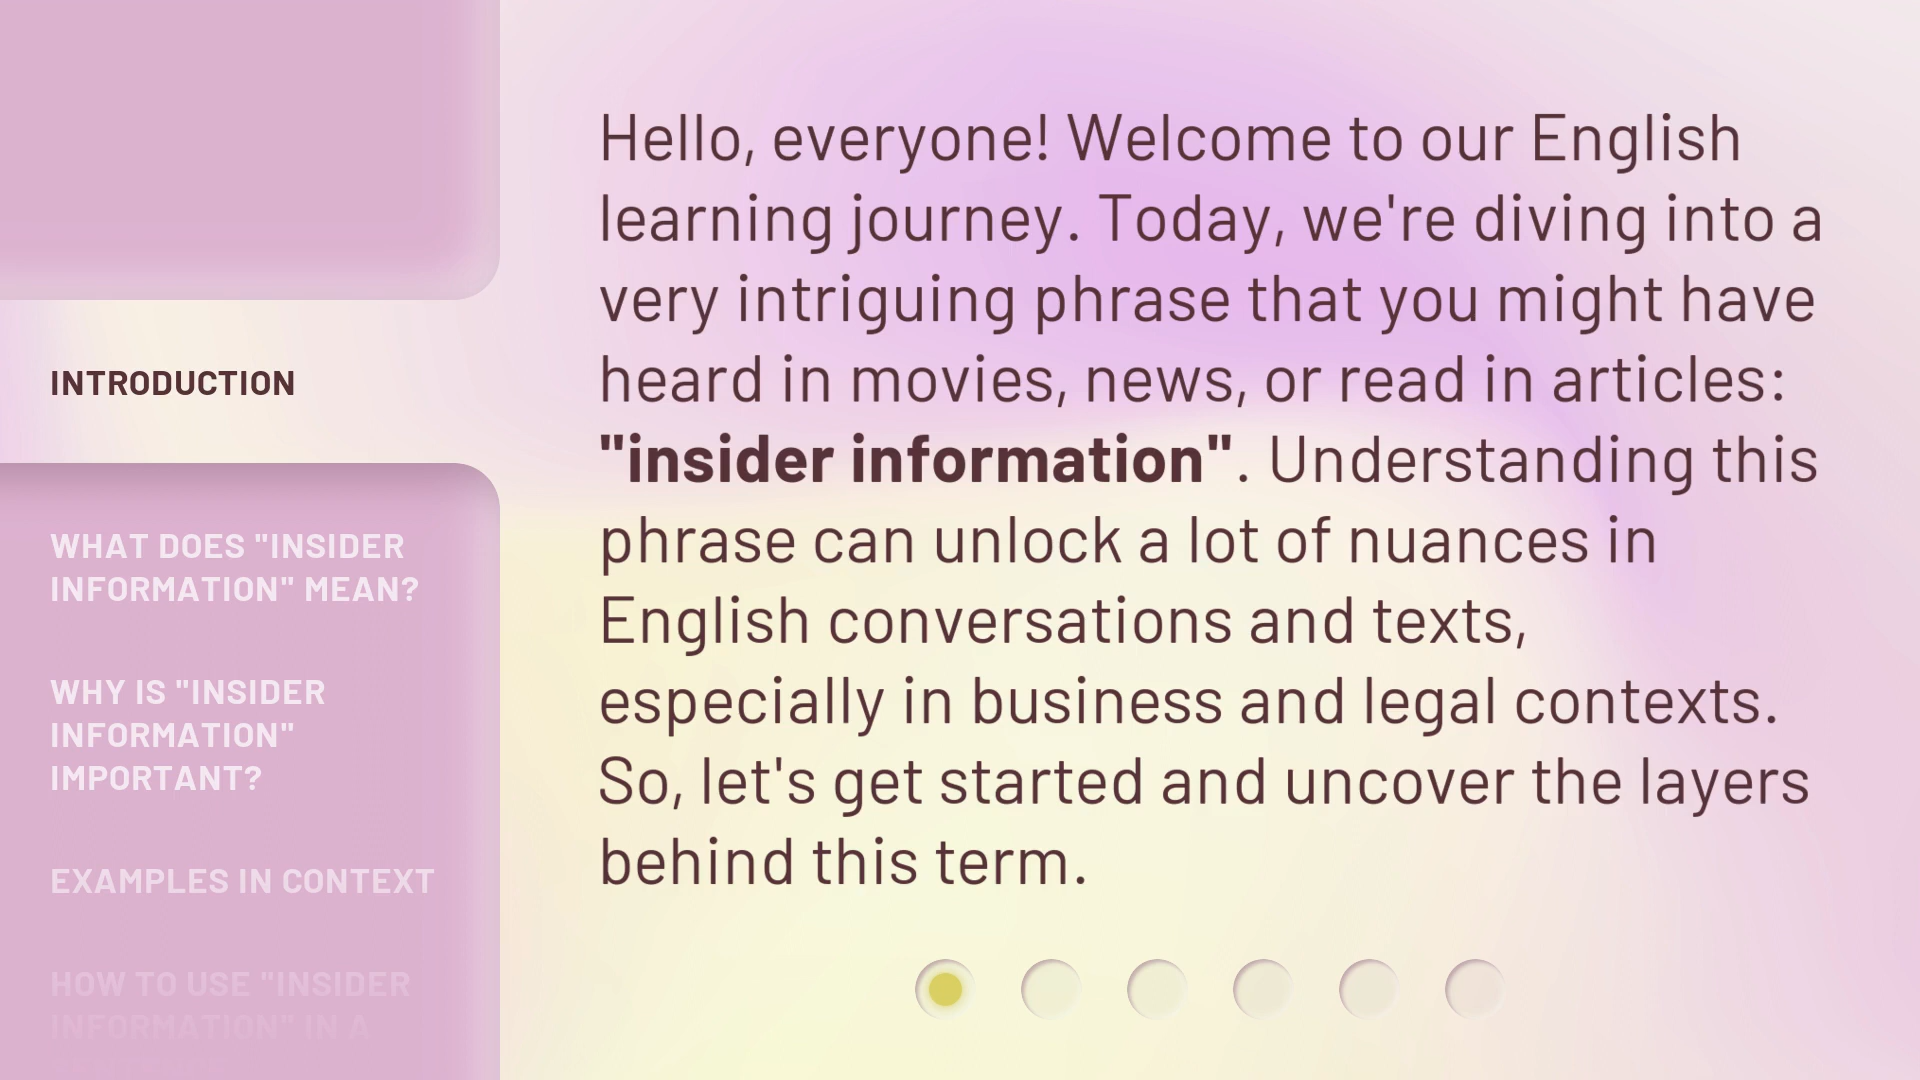 INTRODUCTION
WHAT DOES "INSIDER
INFORMATION" MEAN?
WHY IS "INSIDER
INFORMATION"
IMPORTANT?
EXAMPLES IN CONTEXT
HOW TO USE "INSIDER
INFORMATION" IN A
Hello, everyone! Welcome to our English
learning journey. Today, we're diving into a
very intriguing phrase that you might have
heard in movies, news, or read in articles:
"insider information". Understanding this
phrase can unlock a lot of nuances in
English conversations and texts,
especially in business and legal contexts.
So, let's get started and uncover the layers
behind this term.